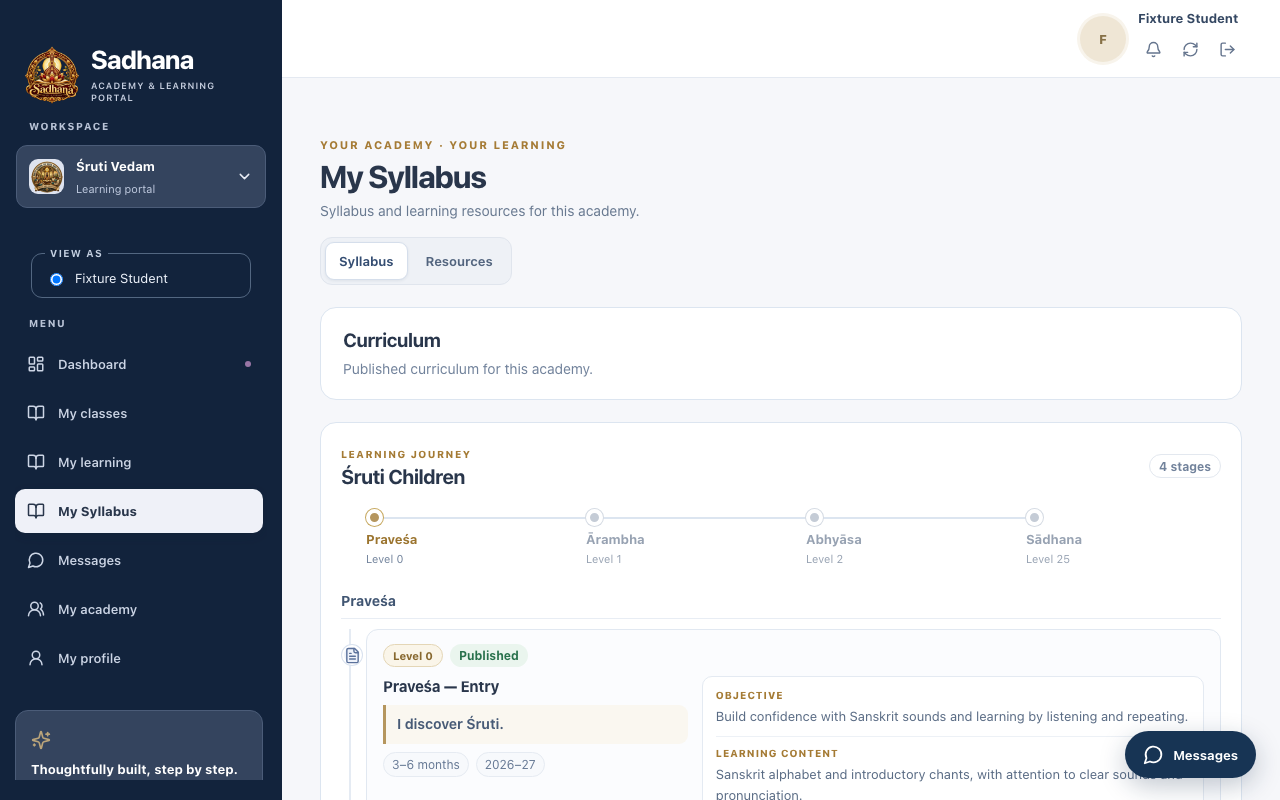 Sadhana
Sadhana
ACADEMY & LEARNING
PORTAL
WORKSPACE
Śruti Vedam
Learning portal
VIEW AS
Fixture Student
MENU
Dashboard
My classes
My learning
My Syllabus
Messages
My academy
My profile
Thoughtfully built, step by step.
F
Fixture Student
YOUR ACADEMY · YOUR LEARNING
My Syllabus
Syllabus and learning resources for this academy.
Syllabus
Resources
Curriculum
Published curriculum for this academy.
LEARNING JOURNEY
Śruti Children
4 stages
Praveśa
Level 0
Ārambha
Level 1
Abhyāsa
Level 2
Sādhana
Level 25
Praveśa
Level 0
Published
Praveśa — Entry
I discover Śruti.
3–6 months
2026–27
OBJECTIVE
Build confidence with Sanskrit sounds and learning by listening and repeating.
LEARNING CONTENT
Sanskrit alphabet and introductory chants, with attention to clear sounds and
pronunciation.
Messages